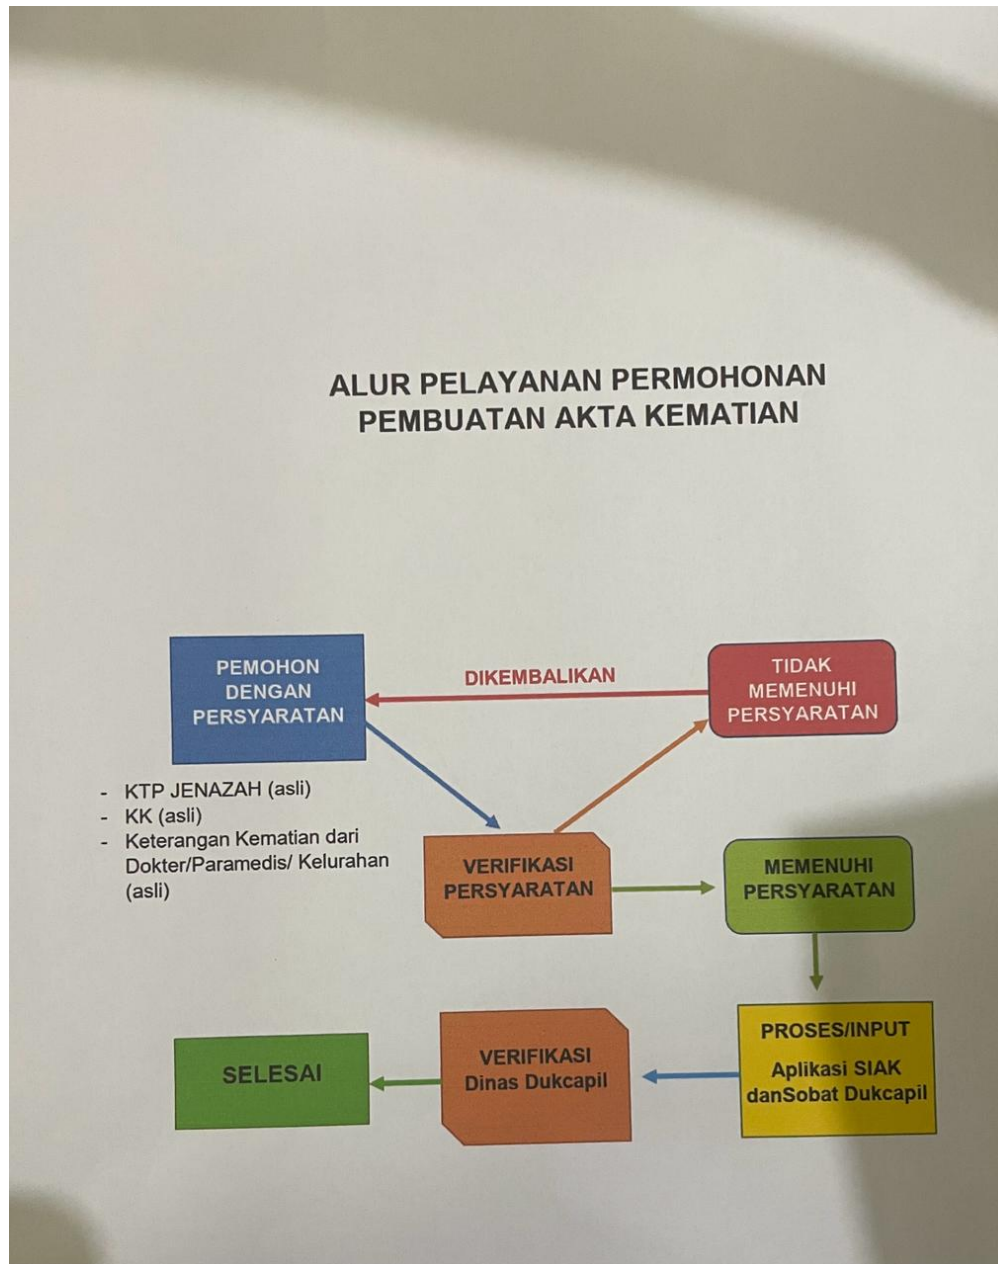 ALUR PELAYANAN PERMOHONAN
PEMBUATAN AKTA KEMATIAN
PEMOHON
DENGAN
PERSYARATAN
DIKEMBALIKAN
TIDAK
MEMENUHI
PERSYARATAN
- KTP JENAZAH (asli)
- KK (asli)
- Keterangan Kematian dari
Dokter/Paramedis/ Kelurahan
(asli)
VERIFIKASI
PERSYARATAN
MEMENUHI
PERSYARATAN
PROSES/INPUT
Aplikasi SIAK
danSobat Dukcapil
VERIFIKASI
Dinas Dukcapil
SELESAI